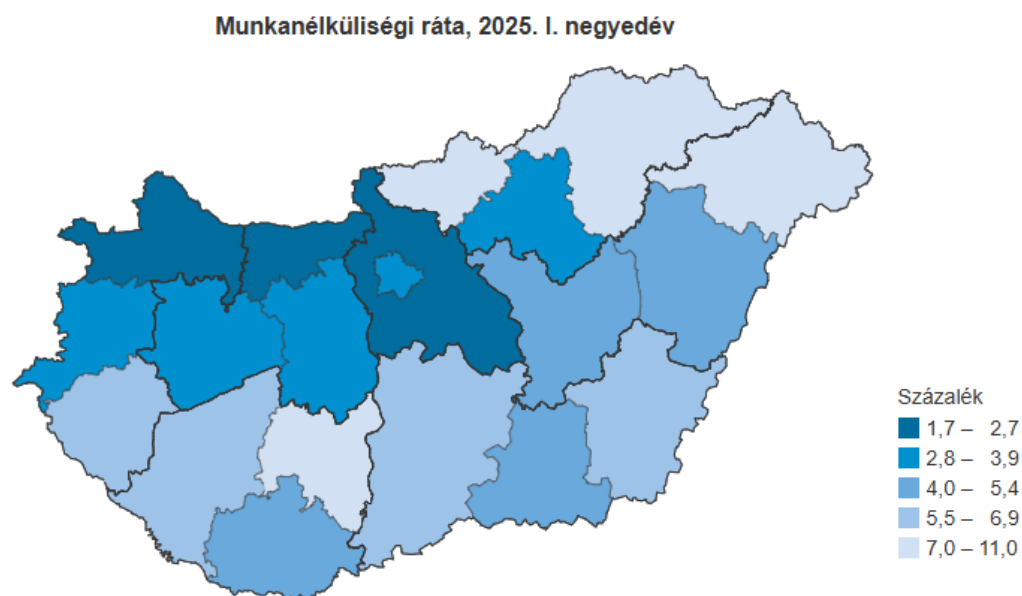 Munkanélküliségi ráta, 2025. I. negyedév
Százalék
1,7 – 2,7
2,8 – 3,9
4,0 – 5,4
5,5 – 6,9
7,0 – 11,0